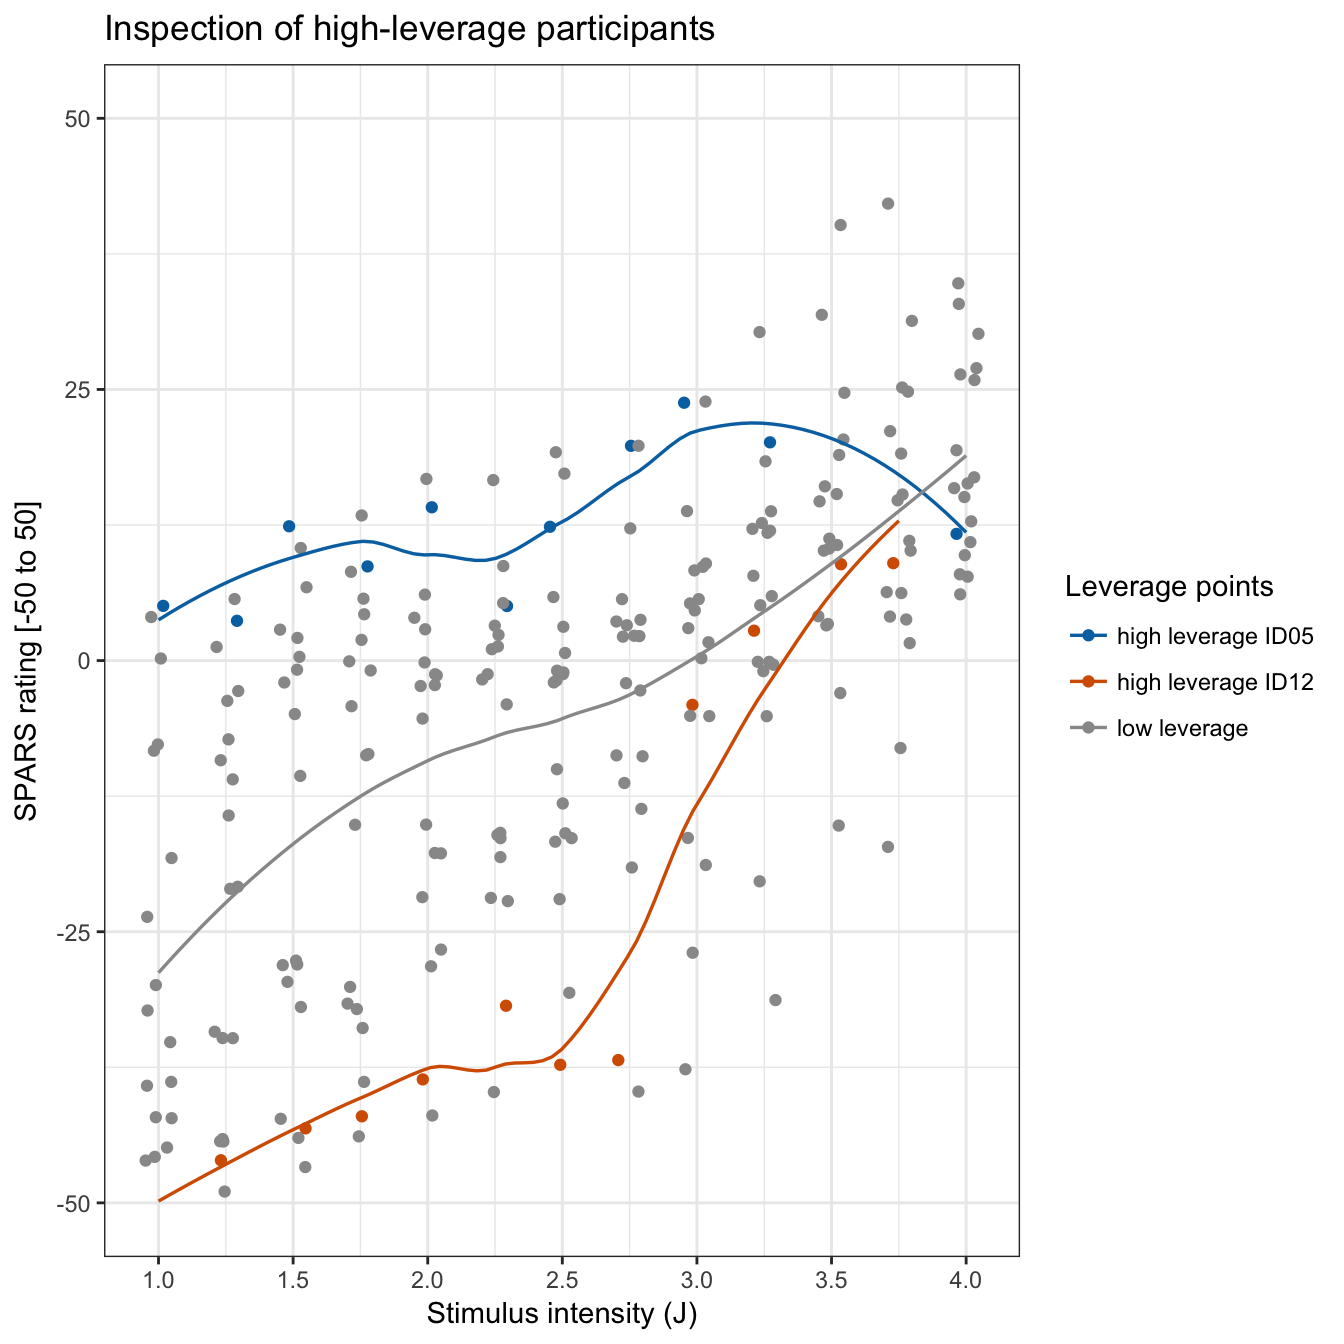 Inspection of high-leverage participants
SPARS rating [-50 to 50]
50
25
0
-25
-50
1.0 1.5 2.0 2.5 3.0 3.5 4.0
Stimulus intensity (J)
Leverage points
high leverage ID05
high leverage ID12
low leverage